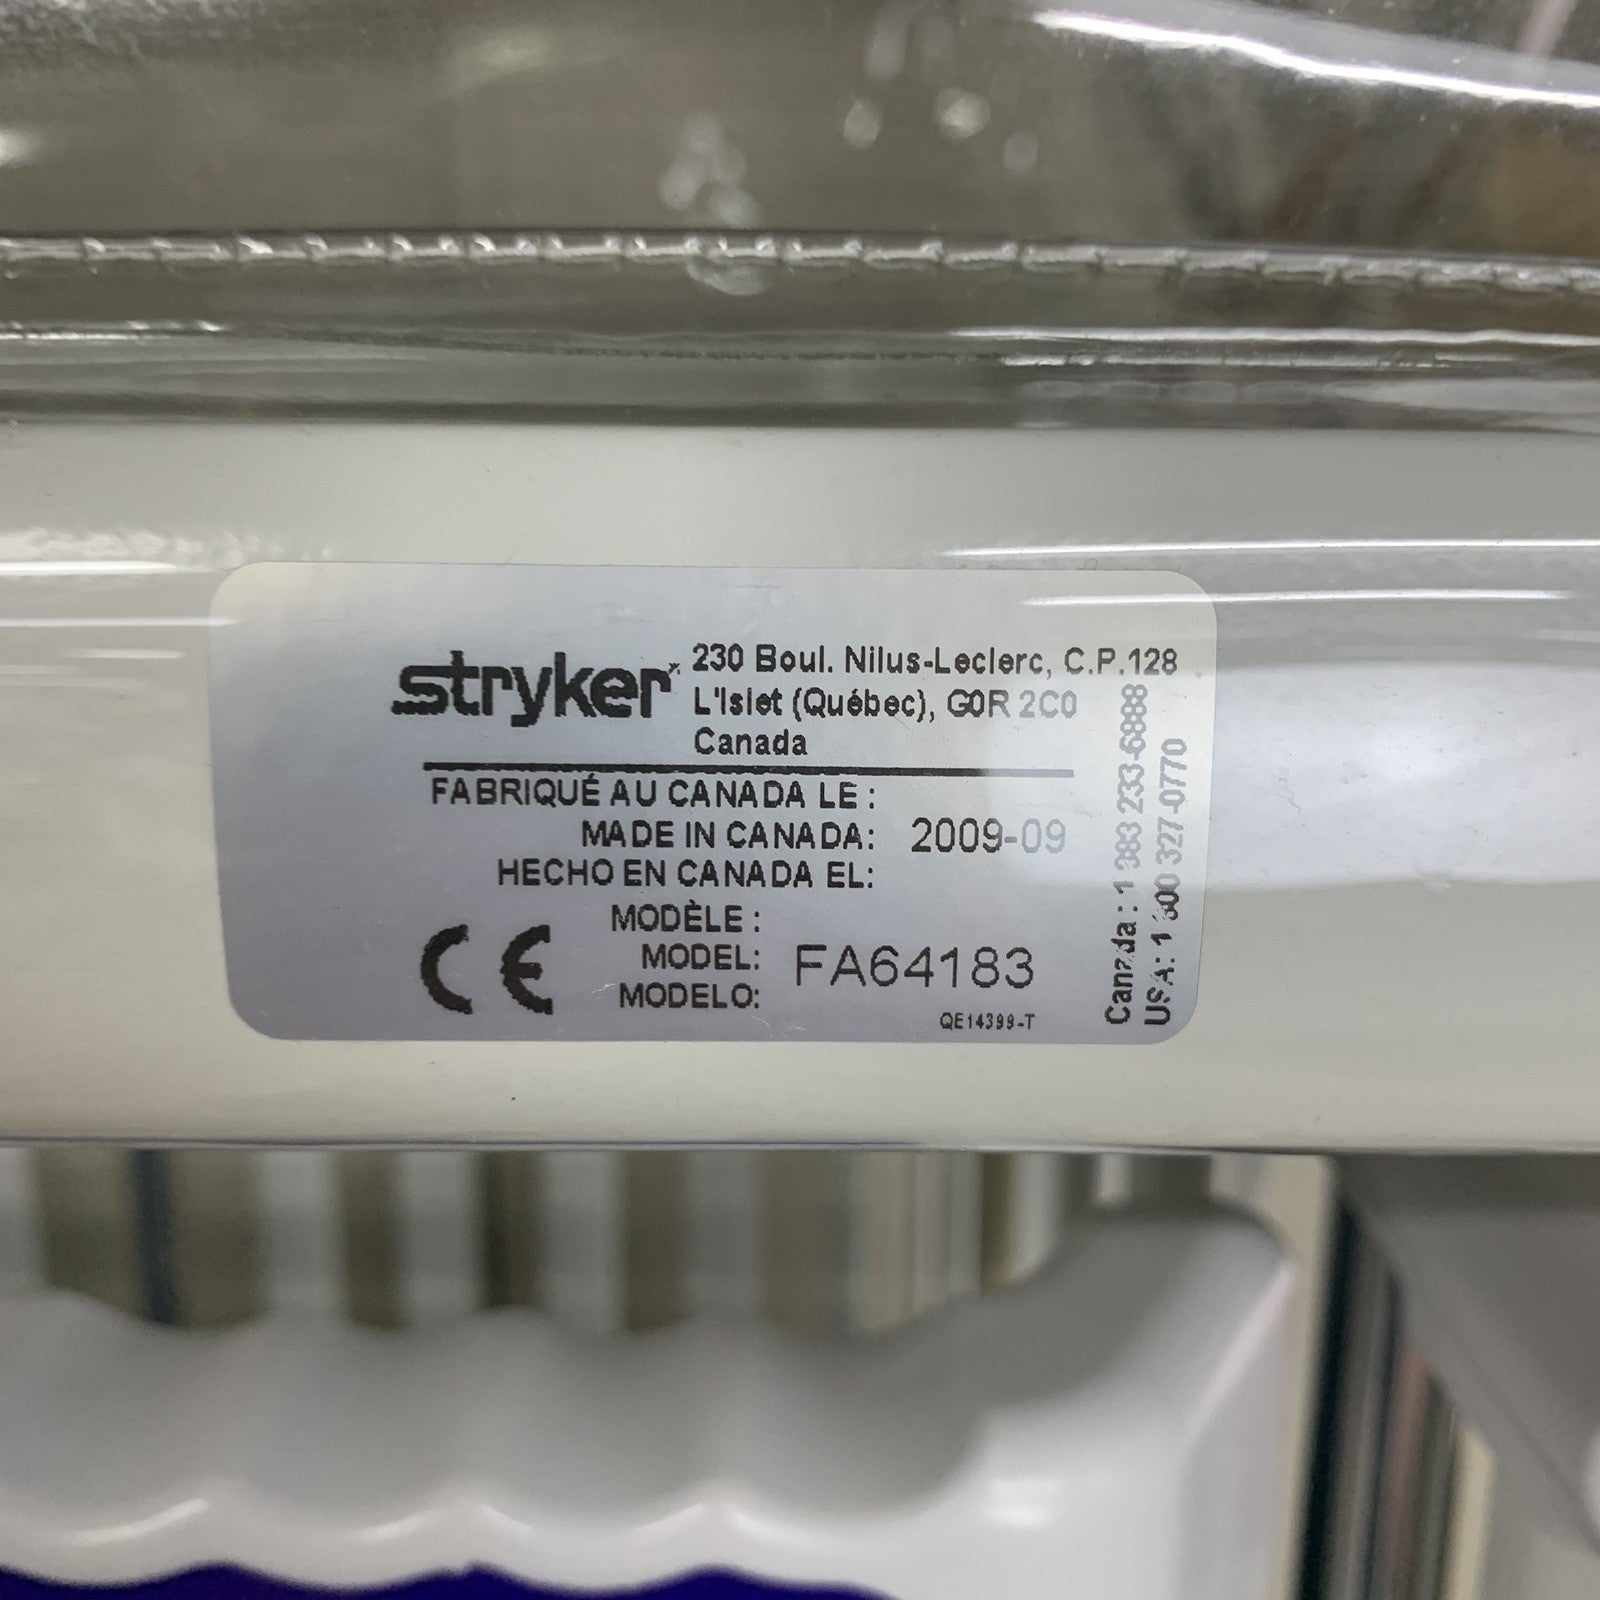 stryker
230 Boul. Nilus-Leclerc, C.P.128
L'Islet (Québec), G0R 2C0
Canada
FABRIQUÉ AU CANADA LE :
MADE IN CANADA: 2009-09
HECHO EN CANADA EL:
MODÈLE :
MODEL: FA64183
MODELO:
CE
QE14399-T
Canada : 1 888 233-6888
USA: 1 800 327-0770